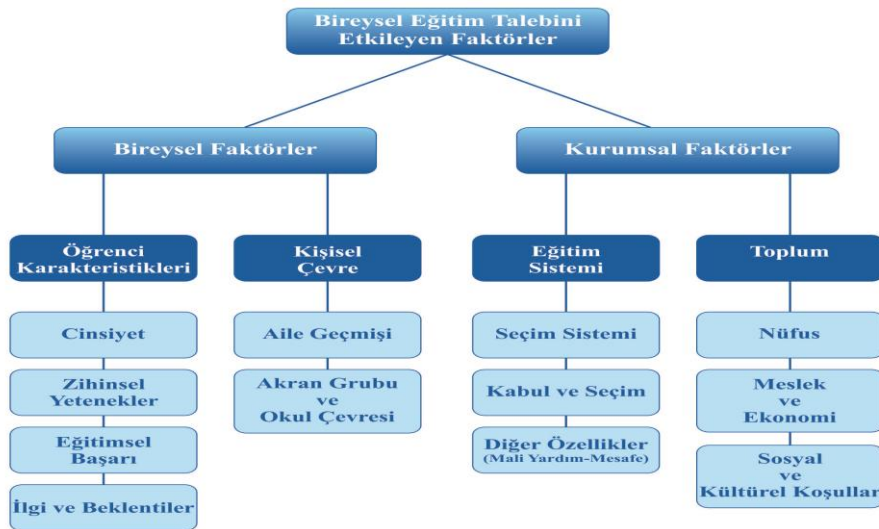 Bireysel Eğitim Talebini
Etkileyen Faktörler
Bireysel Faktörler
Kurumsal Faktörler
Öğrenci
Karakteristikleri
Kişisel
Çevre
Eğitim
Sistemi
Toplum
Cinsiyet
Aile Geçmişi
Seçim Sistemi
Nüfus
Zihinsel
Yetenekler
Akran Grubu
ve
Okul Çevresi
Kabul ve Seçim
Meslek
ve
Ekonomi
Eğitimsel
Başarı
Diğer Özellikler
(Mali Yardım-Mesafe)
Sosyal
ve
Kültürel Koşullar
İlgi ve Beklentiler